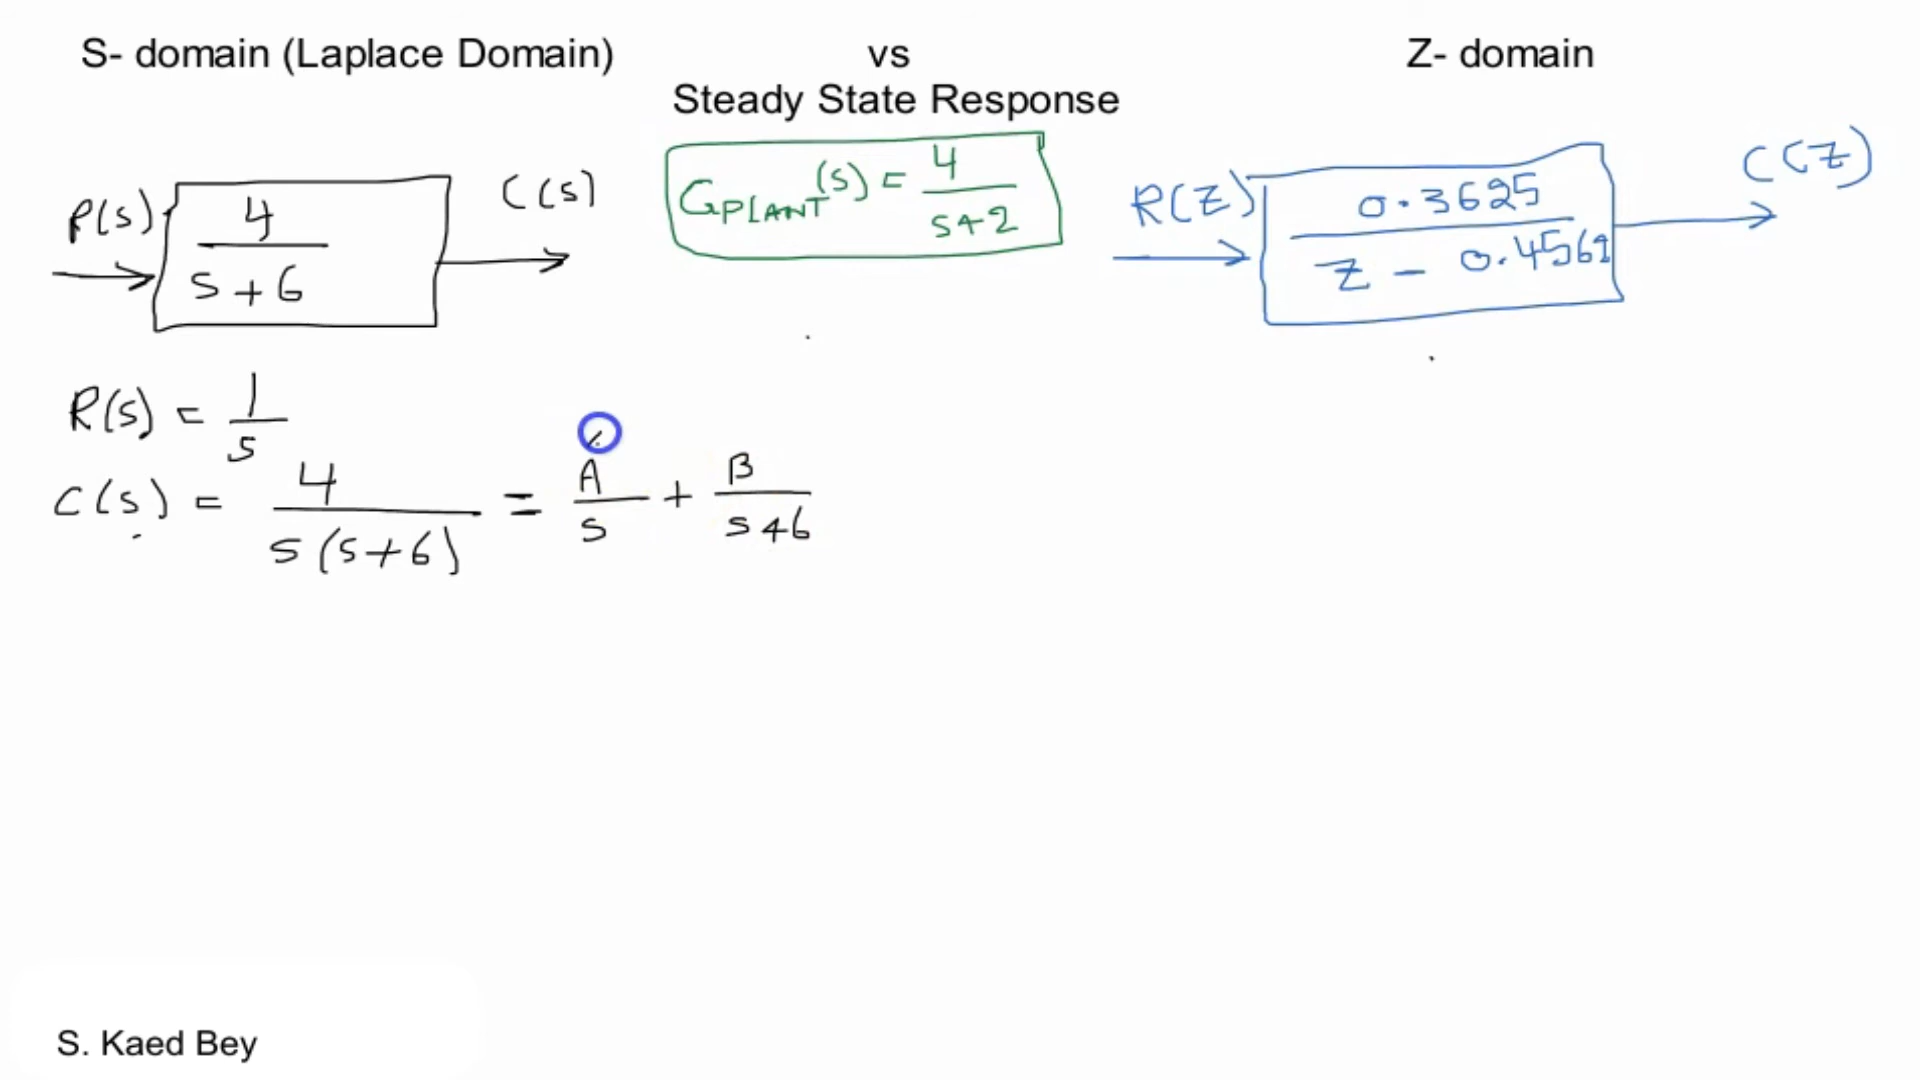 S- domain (Laplace Domain) vs Z- domain
Steady State Response
R(s) 4/(s+6) C(s)
G_PLANT(s) = 4/(s+2)
R(Z) 0.3625/(Z - 0.4561) C(Z)
R(s) = 1/s
C(s) = 4/(s(s+6)) = A/s + B/(s+6)
S. Kaed Bey